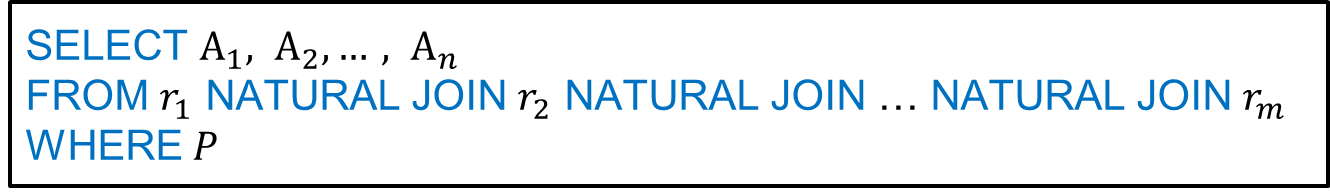 SELECT A₁, A₂, … , Aₙ
FROM r₁ NATURAL JOIN r₂ NATURAL JOIN … NATURAL JOIN rₘ
WHERE P